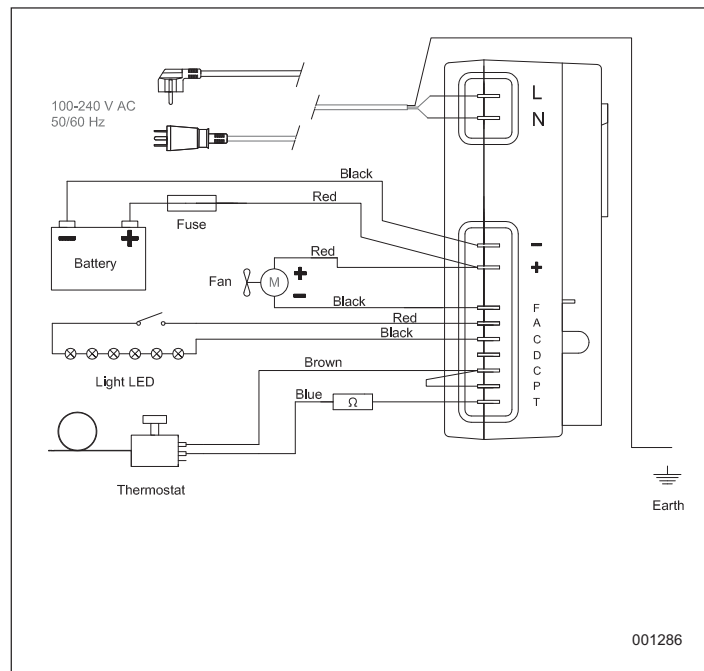 100-240 V AC
50/60 Hz
L
N
Black
Red
Fuse
- +
Battery
-
+
Red
Fan
M
+
-
Black
F
A
C
D
C
P
T
Red
Black
Light LED
Brown
Blue
Ω
Thermostat
Earth
001286